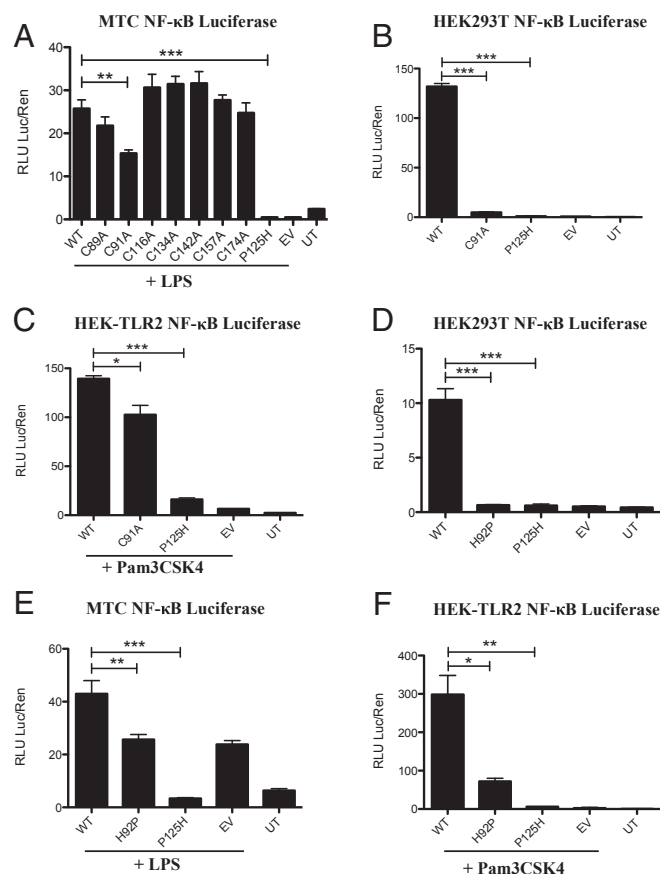 A
MTC NF-κB Luciferase
RLU Luc/Ren
40
30
20
10
0
**
***
WT
C89A
C91A
C116A
C134A
C142A
C157A
C174A
P125H
EV
UT
+ LPS
B
HEK293T NF-κB Luciferase
RLU Luc/Ren
150
100
50
0
***
***
WT
C91A
P125H
EV
UT
C
HEK-TLR2 NF-κB Luciferase
RLU Luc/Ren
150
100
50
0
***
*
WT
C91A
P125H
EV
UT
+ Pam3CSK4
D
HEK293T NF-κB Luciferase
RLU Luc/Ren
15
10
5
0
***
***
WT
H92P
P125H
EV
UT
E
MTC NF-κB Luciferase
RLU Luc/Ren
60
40
20
0
***
**
WT
H92P
P125H
EV
UT
+ LPS
F
HEK-TLR2 NF-κB Luciferase
RLU Luc/Ren
400
300
200
100
0
**
*
WT
H92P
P125H
EV
UT
+ Pam3CSK4